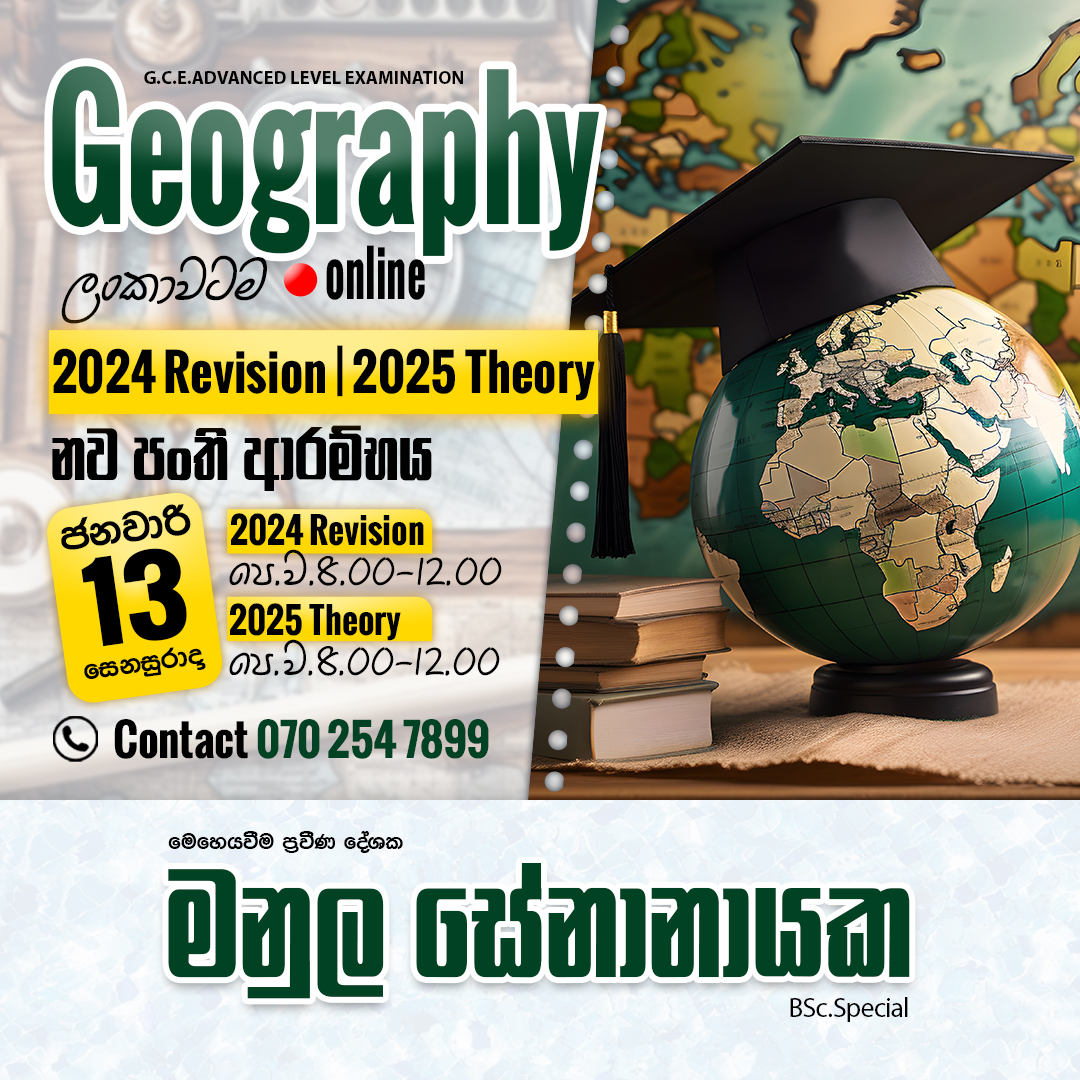 G.C.E.ADVANCED LEVEL EXAMINATION
Geography
ලංකාවටම online
2024 Revision | 2025 Theory
නව පංති ආරම්භය
ජනවාරි
13
සෙනසුරාදා
2024 Revision
පෙ.ව.8.00-12.00
2025 Theory
පෙ.ව.8.00-12.00
Contact 070 254 7899
මෙහෙයවීම ප්‍රවීණ දේශක
මනුල සේනානායක
BSc.Special